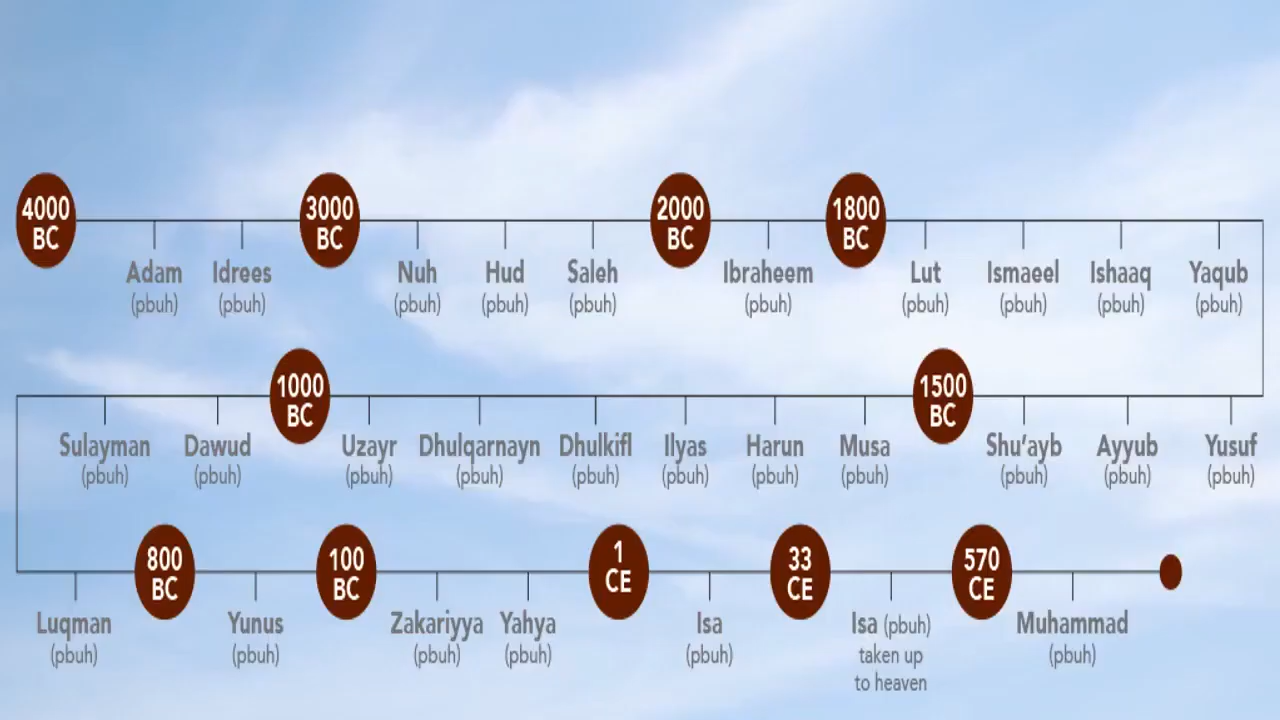 4000 BC
3000 BC
2000 BC
1800 BC
Adam (pbuh)
Idrees (pbuh)
Nuh (pbuh)
Hud (pbuh)
Saleh (pbuh)
Ibraheem (pbuh)
Lut (pbuh)
Ismaeel (pbuh)
Ishaaq (pbuh)
Yaqub (pbuh)
1000 BC
1500 BC
Sulayman (pbuh)
Dawud (pbuh)
Uzayr (pbuh)
Dhulqarnayn (pbuh)
Dhulkifl (pbuh)
Ilyas (pbuh)
Harun (pbuh)
Musa (pbuh)
Shu'ayb (pbuh)
Ayyub (pbuh)
Yusuf (pbuh)
800 BC
100 BC
1 CE
33 CE
570 CE
Luqman (pbuh)
Yunus (pbuh)
Zakariyya (pbuh)
Yahya (pbuh)
Isa (pbuh)
Isa (pbuh)
taken up
to heaven
Muhammad (pbuh)